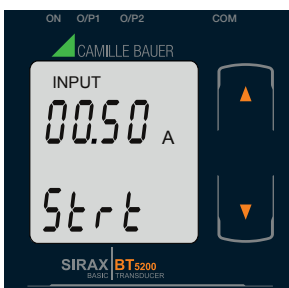 ON O/P1 O/P2 COM
CAMILLE BAUER
INPUT
00.50 A
Strt
SIRAX BT5200
BASIC TRANSDUCER